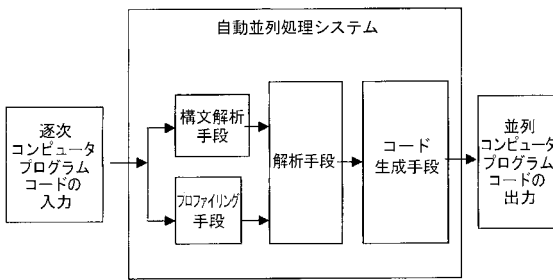 自動並列処理システム
逐次
コンピュータ
プログラム
コードの
入力
構文解析
手段
プロファイリング
手段
解析手段
コード
生成手段
並列
コンピュータ
プログラム
コードの
出力